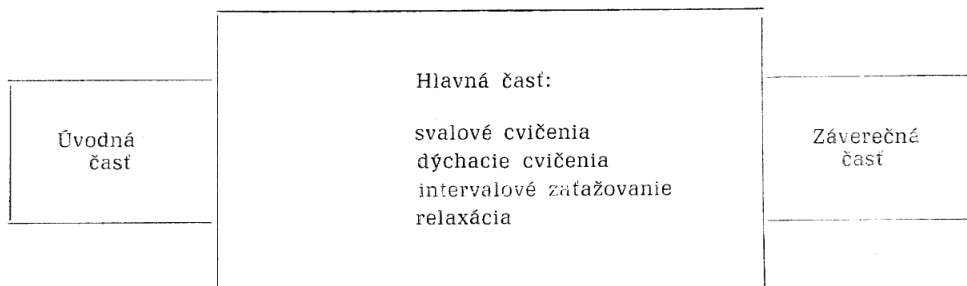 Úvodná
časť
Hlavná časť:
svalové cvičenia
dýchacie cvičenia
intervalové zaťažovanie
relaxácia
Záverečná
časť